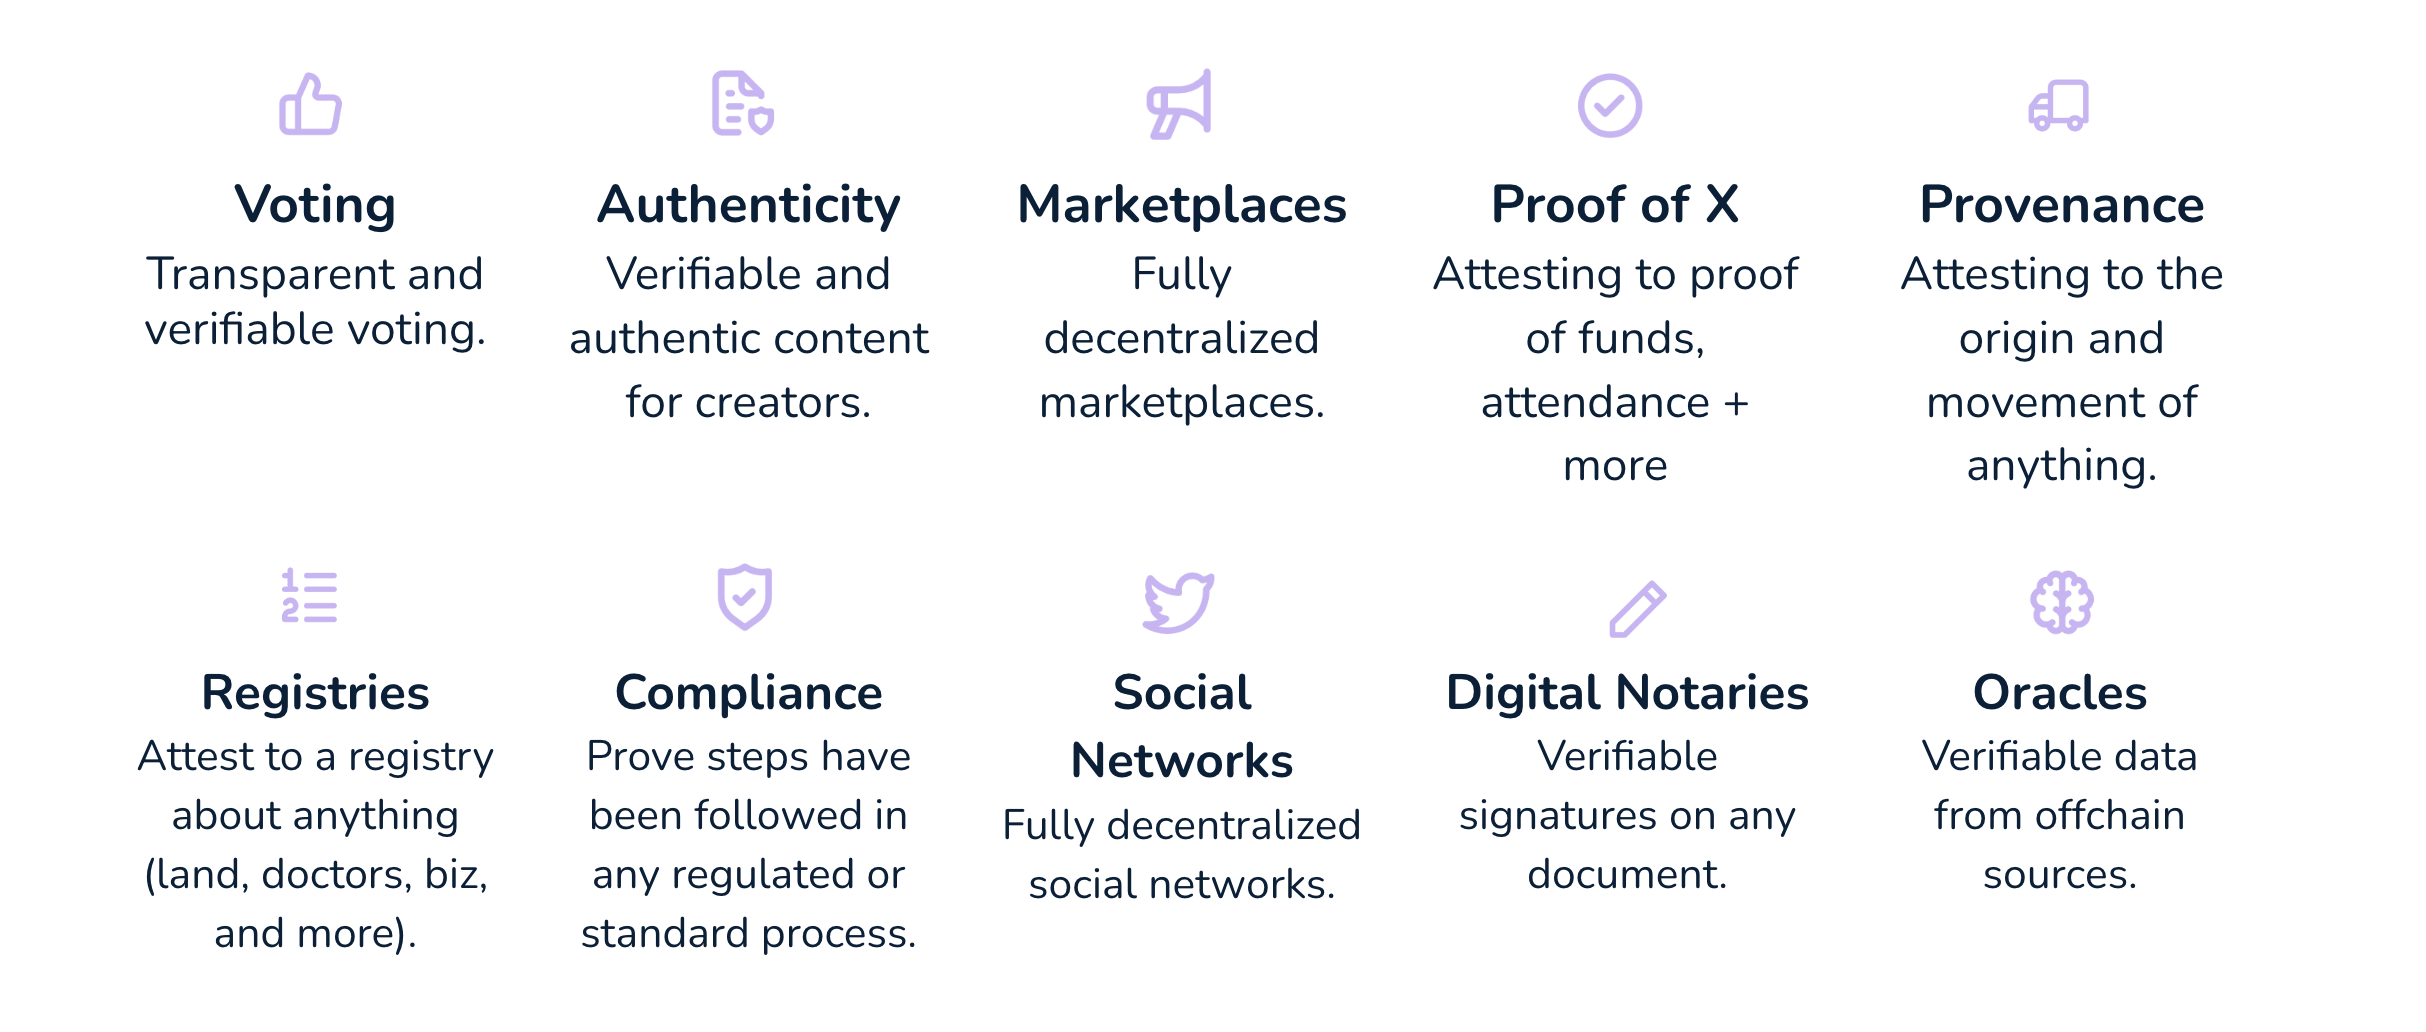 Voting
Transparent and
verifiable voting.
Authenticity
Verifiable and
authentic content
for creators.
Marketplaces
Fully
decentralized
marketplaces.
Proof of X
Attesting to proof
of funds,
attendance +
more
Provenance
Attesting to the
origin and
movement of
anything.
Registries
Attest to a registry
about anything
(land, doctors, biz,
and more).
Compliance
Prove steps have
been followed in
any regulated or
standard process.
Social
Networks
Fully decentralized
social networks.
Digital Notaries
Verifiable
signatures on any
document.
Oracles
Verifiable data
from offchain
sources.